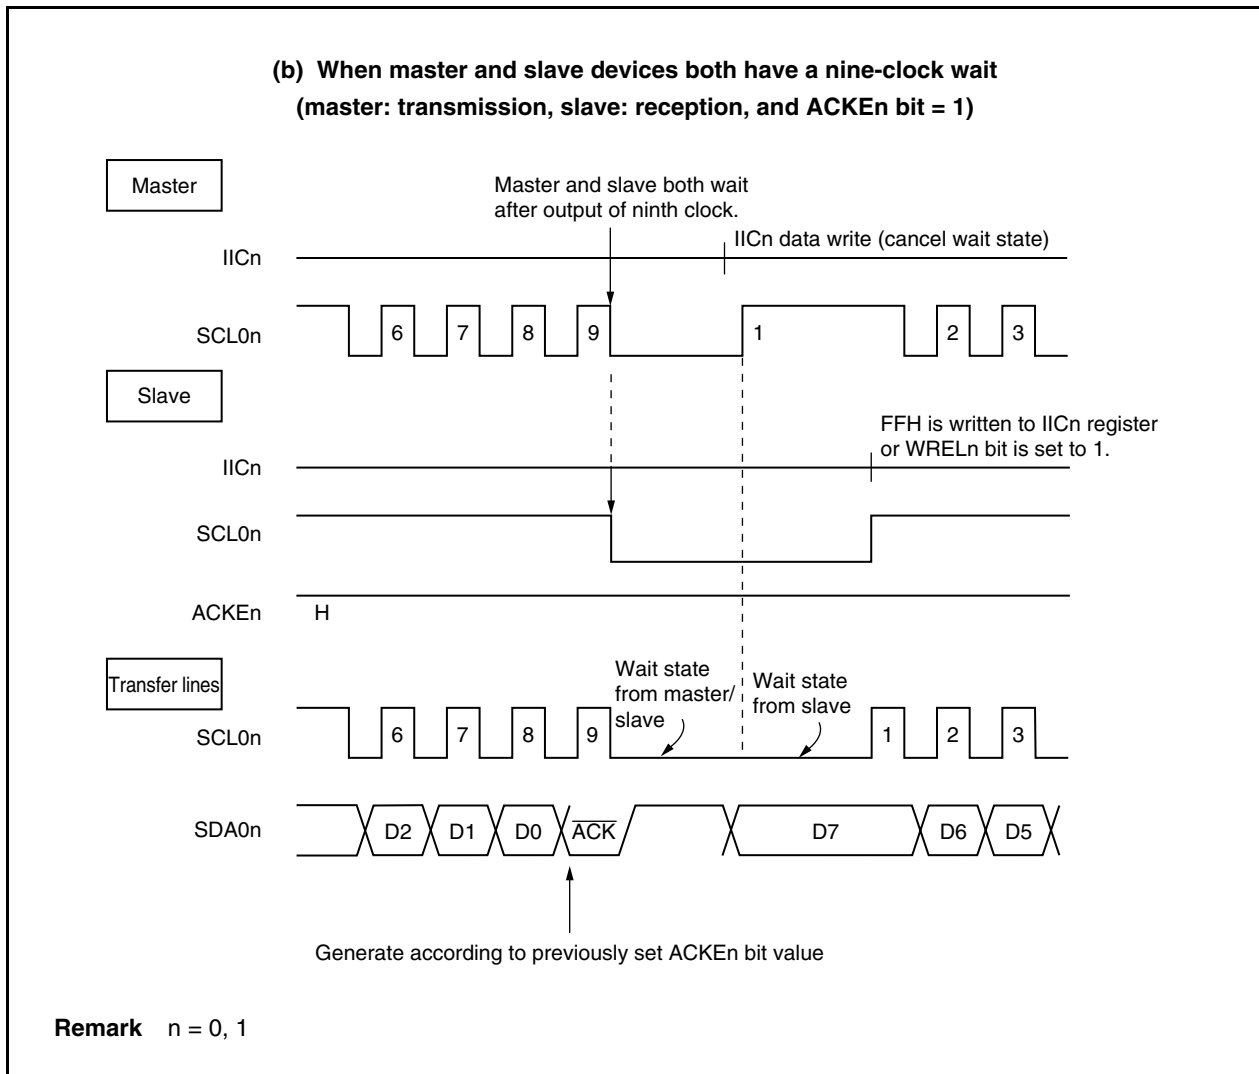 (b) When master and slave devices both have a nine-clock wait
(master: transmission, slave: reception, and ACKEn bit = 1)
Master
Master and slave both wait
after output of ninth clock.
IICn data write (cancel wait state)
IICn
SCL0n
6 7 8 9 1 2 3
Slave
FFH is written to IICn register
or WRELn bit is set to 1.
IICn
SCL0n
ACKEn
H
Transfer lines
Wait state
from master/
slave
Wait state
from slave
SCL0n
6 7 8 9 1 2 3
SDA0n
D2 D1 D0 ACK D7 D6 D5
Generate according to previously set ACKEn bit value
Remark n = 0, 1